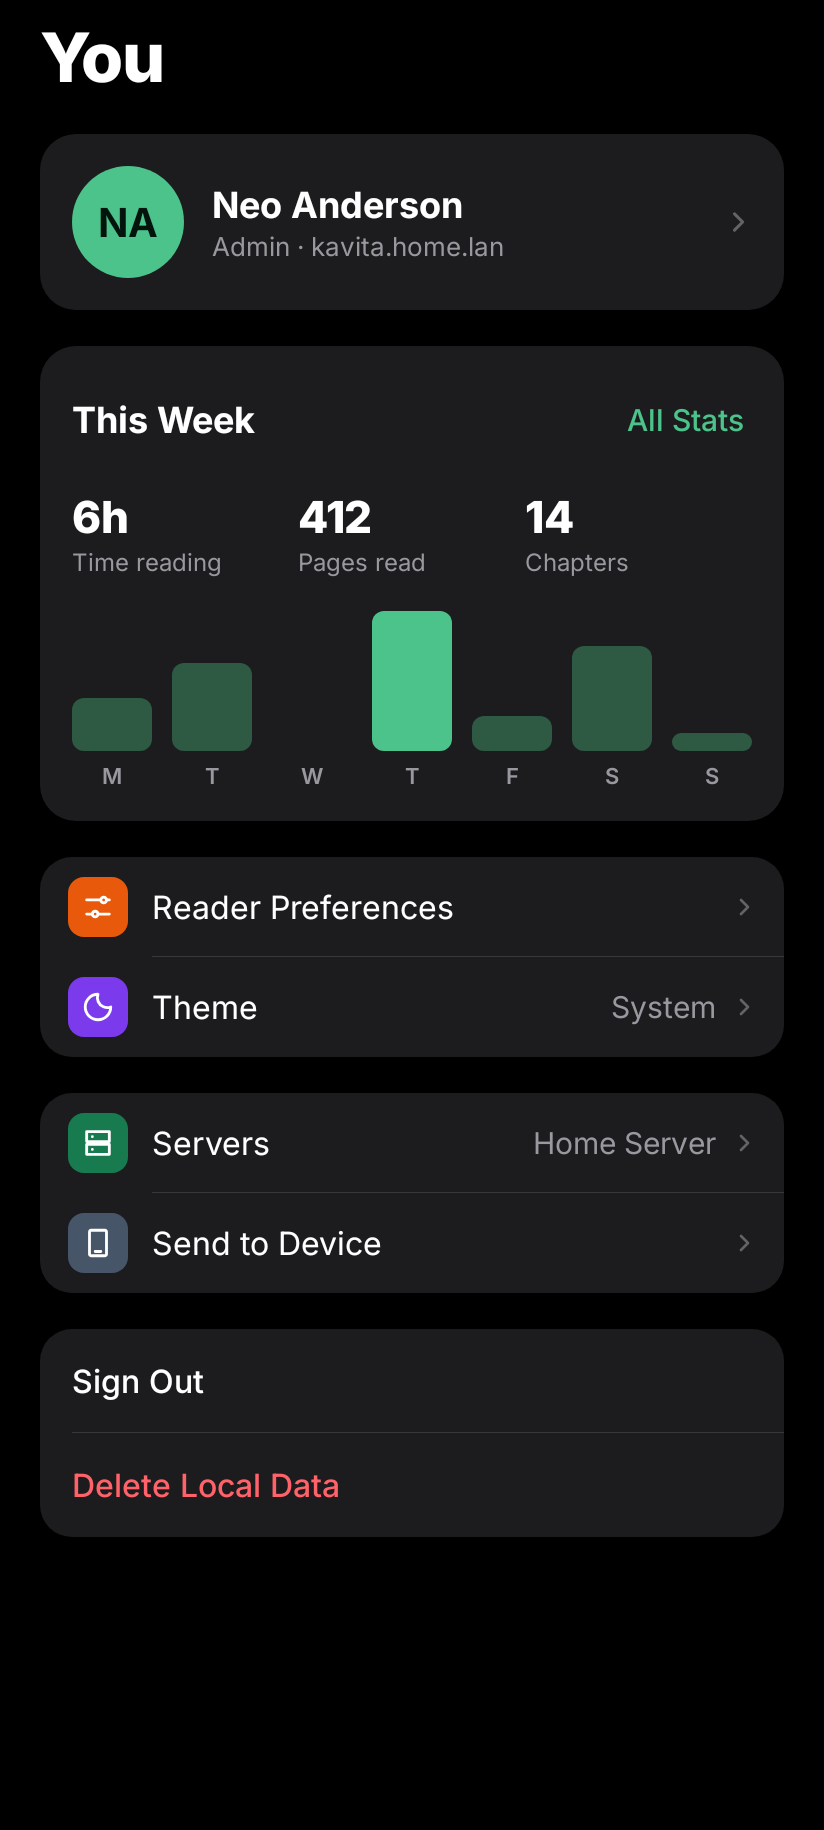 You
NA
Neo Anderson
Admin · kavita.home.lan
This Week
All Stats
6h
412
14
Time reading
Pages read
Chapters
M T W T F S S
Reader Preferences
Theme
System
Servers
Home Server
Send to Device
Sign Out
Delete Local Data